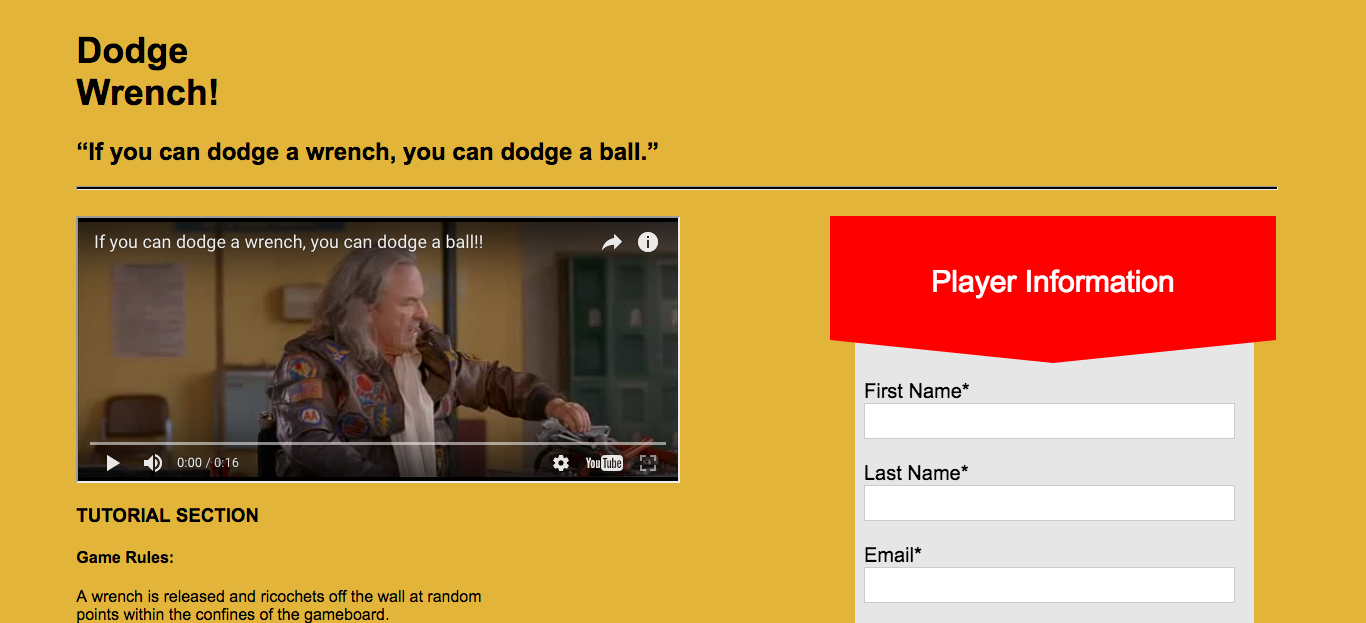 Dodge
Wrench!
“If you can dodge a wrench, you can dodge a ball.”
If you can dodge a wrench, you can dodge a ball!!
0:00 / 0:16
YouTube
TUTORIAL SECTION
Game Rules:
A wrench is released and ricochets off the wall at random
points within the confines of the gameboard.
Player Information
First Name*
Last Name*
Email*